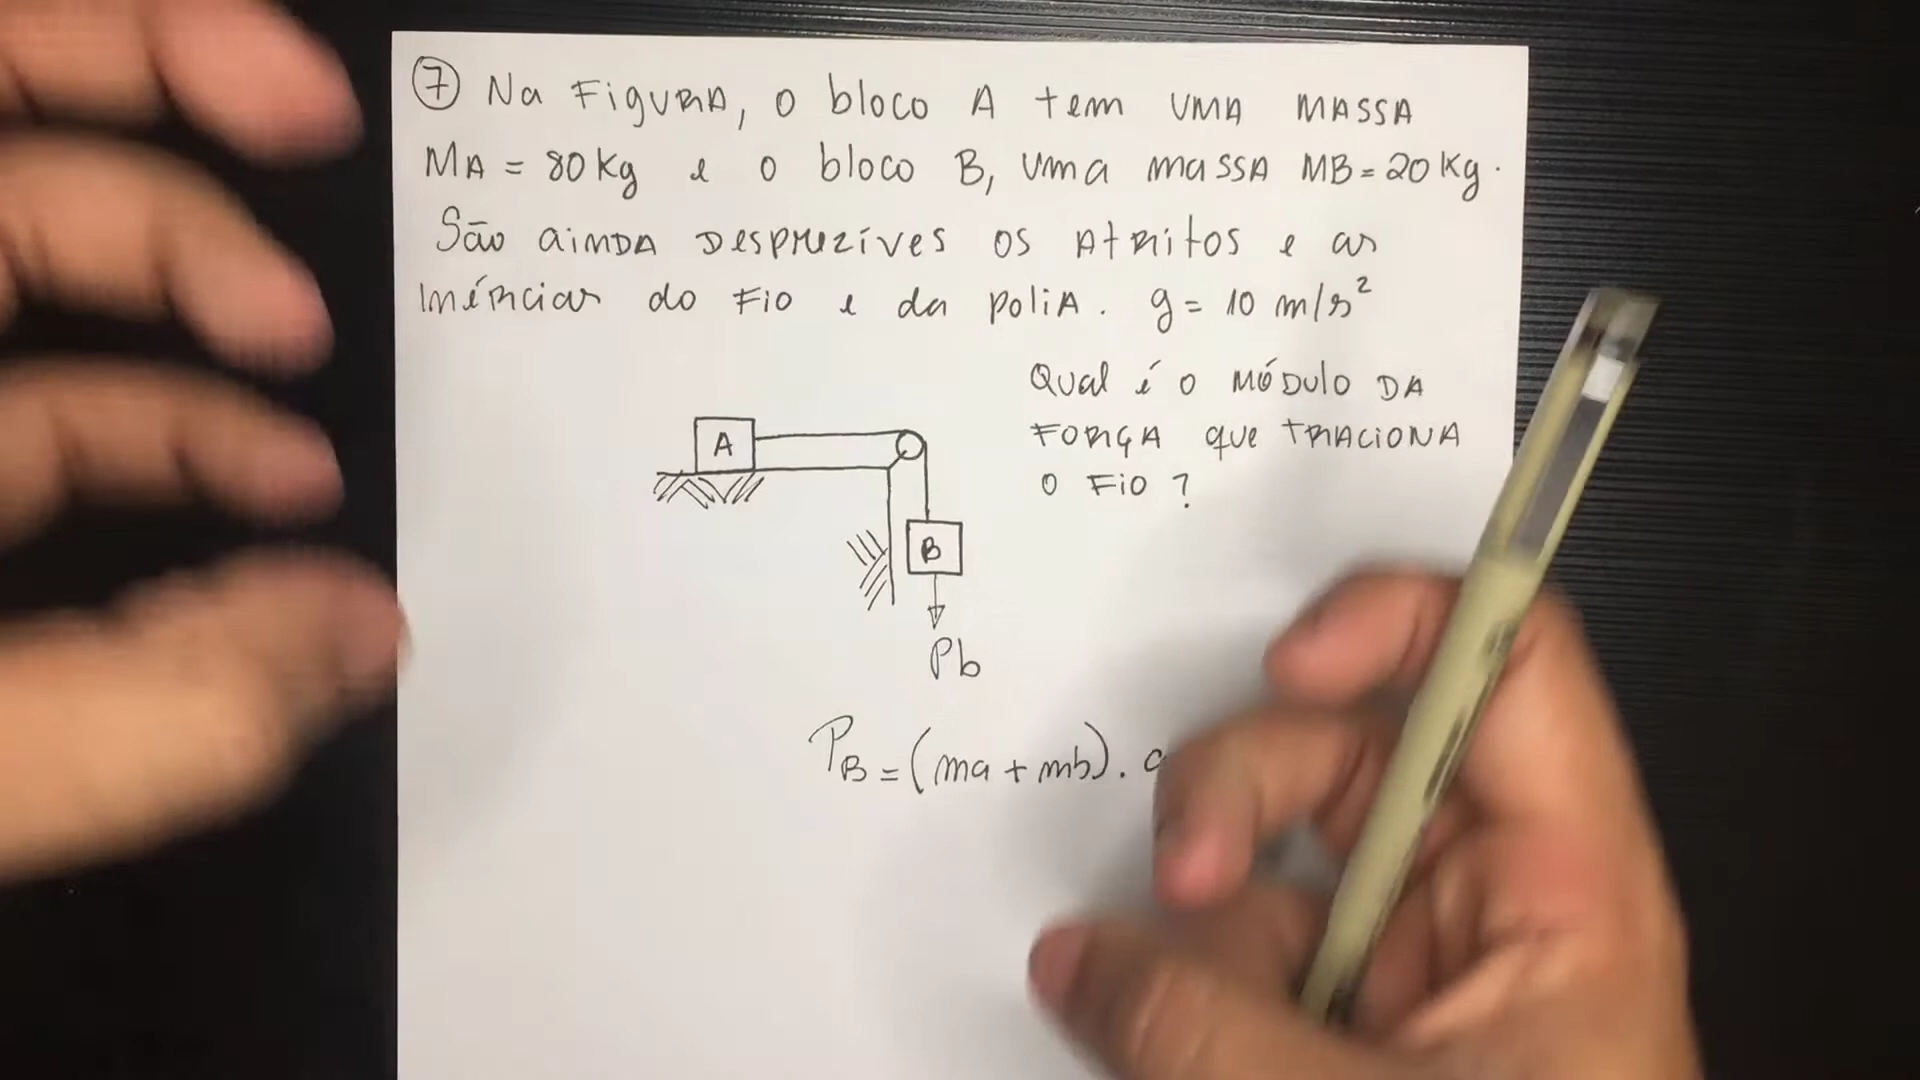 7 Na Figura, o bloco A tem uma massa
MA = 80 kg e o bloco B, uma massa MB = 20 kg.
São ainda desprezíves os atritos e as
inércias do fio e da polia. g = 10 m/s²
Qual é o módulo da
força que traciona
o fio?
A
B
Pb
PB = (ma + mb).